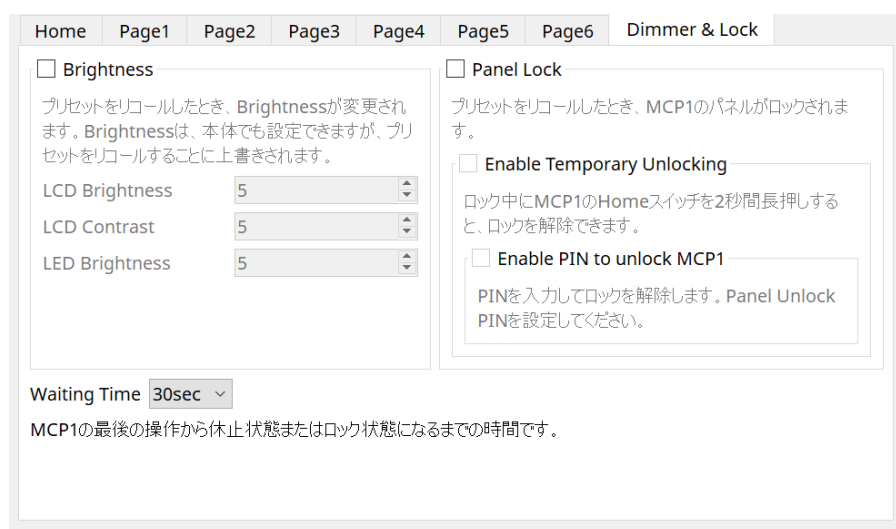 Home Page1 Page2 Page3 Page4 Page5 Page6 Dimmer & Lock
Brightness
プリセットをリコールしたとき、Brightnessが変更され
ます。Brightnessは、本体でも設定できますが、プリ
セットをリコールすることに上書きされます。
LCD Brightness 5
LCD Contrast 5
LED Brightness 5
Panel Lock
プリセットをリコールしたとき、MCP1のパネルがロックされま
す。
Enable Temporary Unlocking
ロック中にMCP1のHomeスイッチを2秒間長押しする
と、ロックを解除できます。
Enable PIN to unlock MCP1
PINを入力してロックを解除します。Panel Unlock
PINを設定してください。
Waiting Time 30sec
MCP1の最後の操作から休止状態またはロック状態になるまでの時間です。